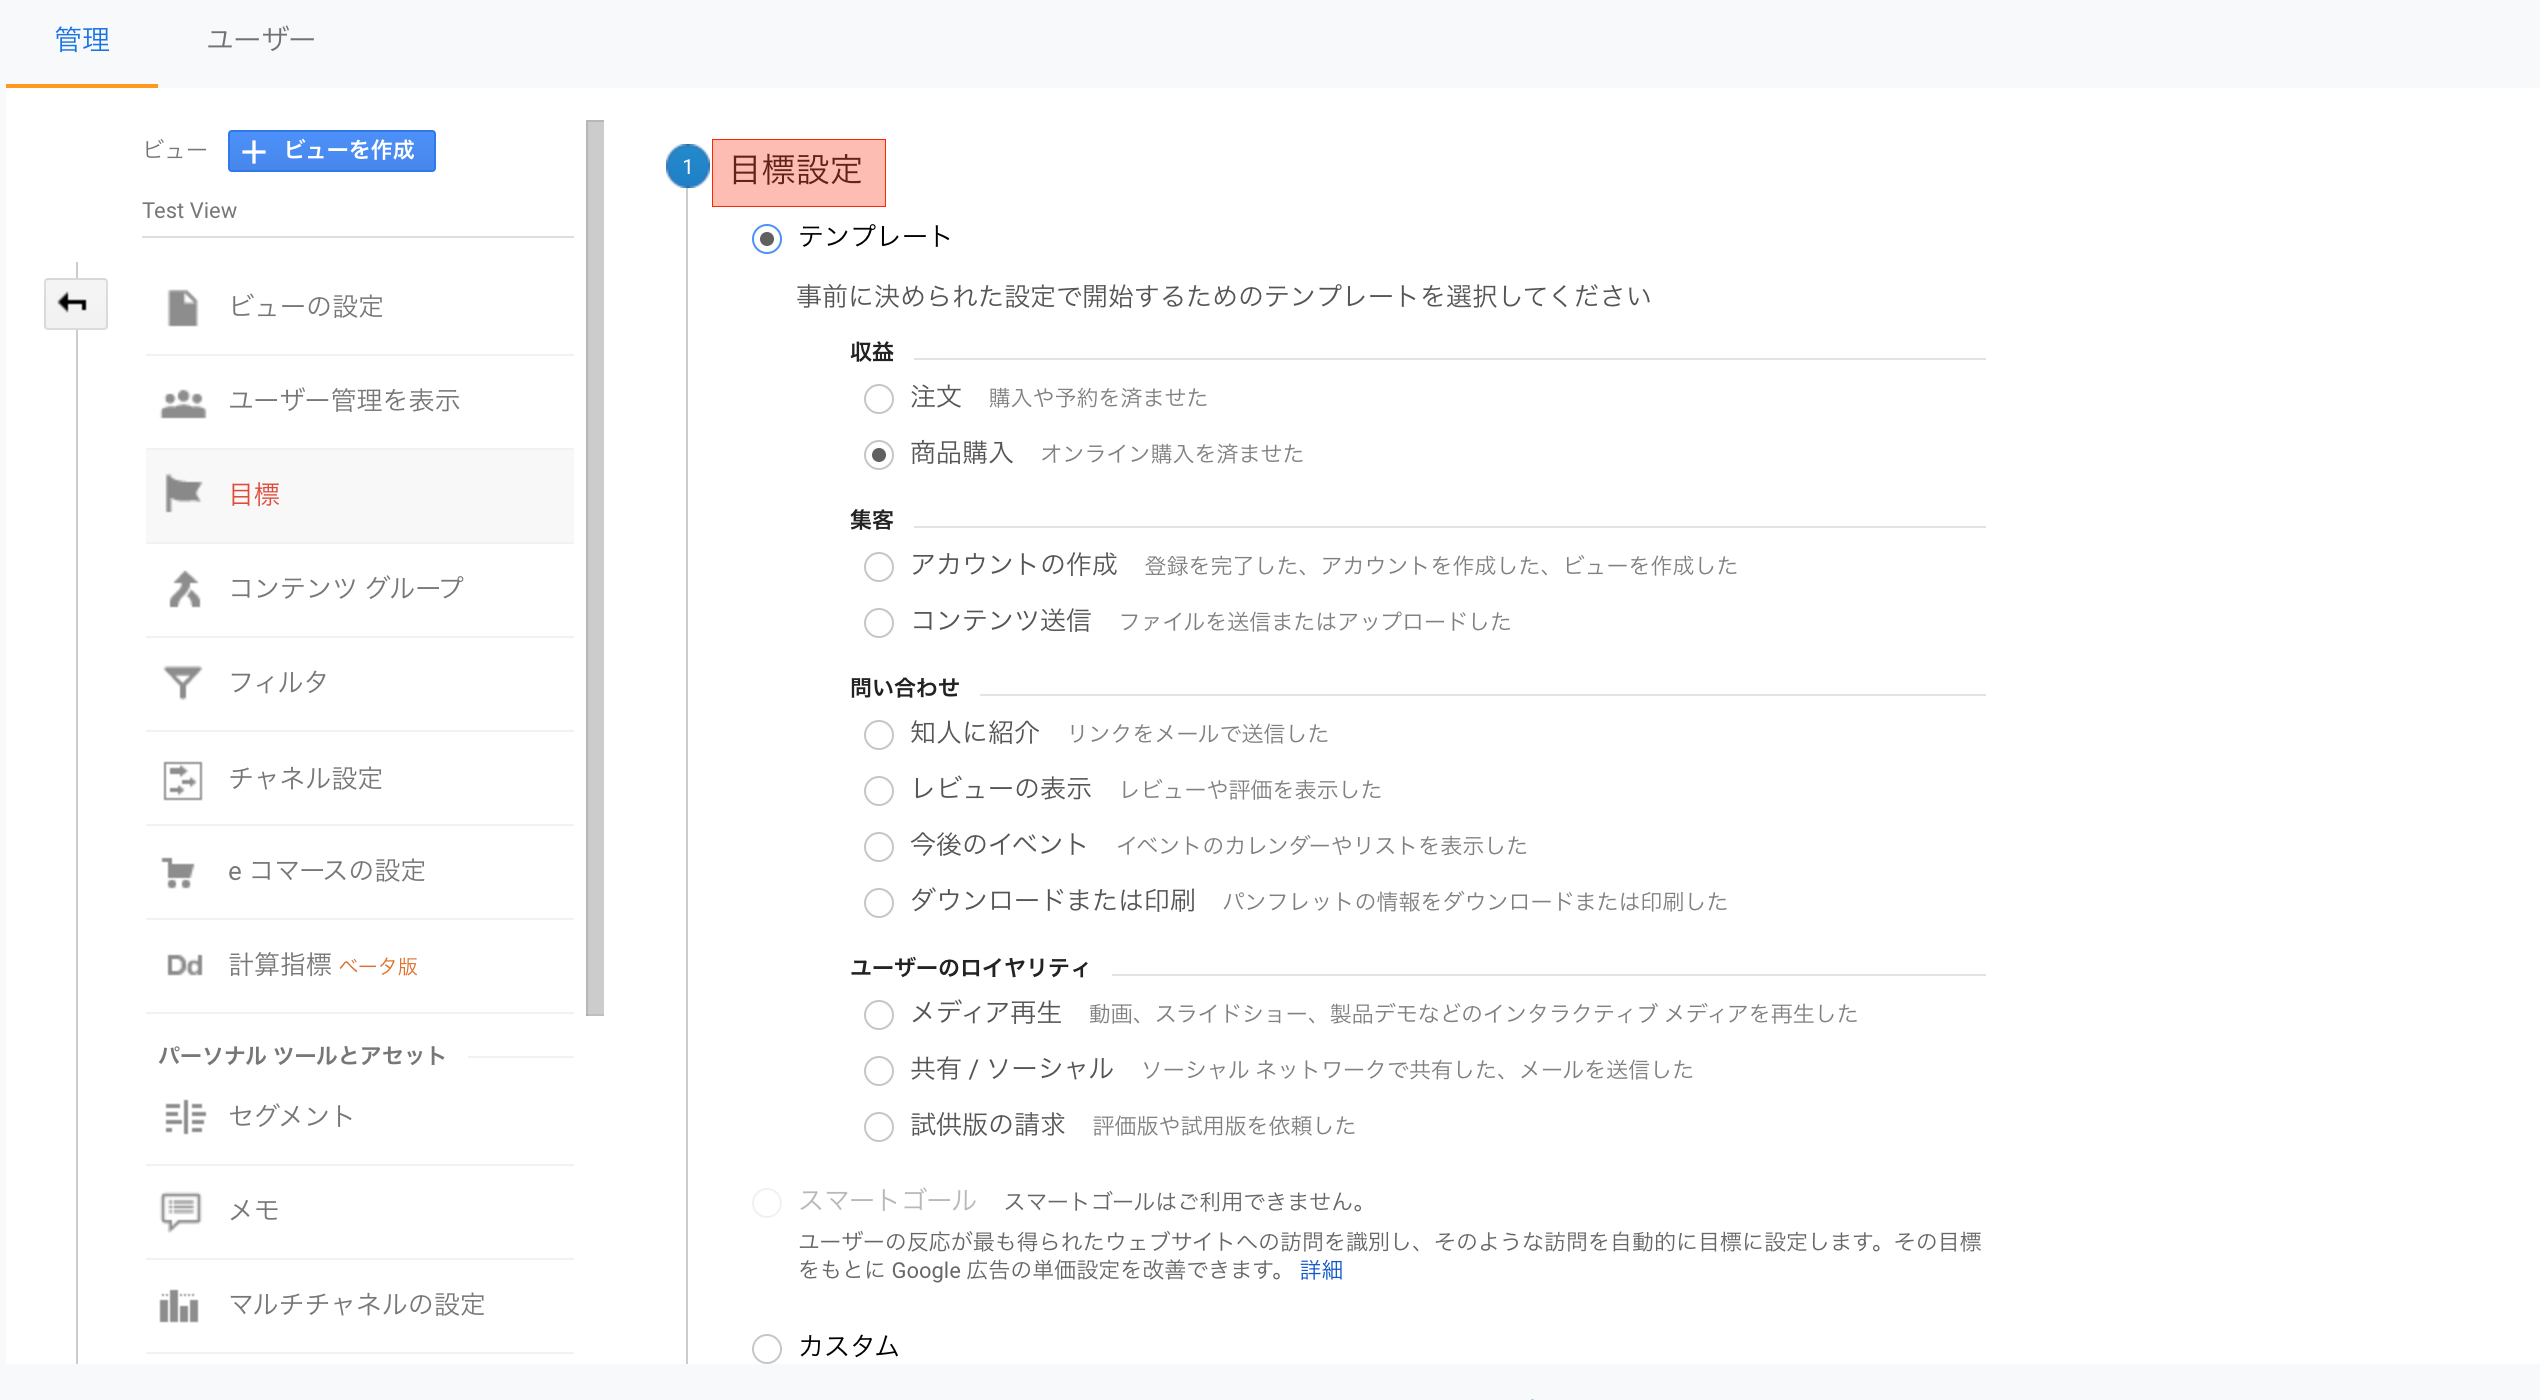 管理
ユーザー
ビュー
ビューを作成
Test View
ビューの設定
ユーザー管理を表示
目標
コンテンツ グループ
フィルタ
チャネル設定
e コマースの設定
Dd 計算指標 ベータ版
パーソナル ツールとアセット
セグメント
メモ
マルチチャネルの設定
1 目標設定
テンプレート
事前に決められた設定で開始するためのテンプレートを選択してください
収益
注文 購入や予約を済ませた
商品購入 オンライン購入を済ませた
集客
アカウントの作成 登録を完了した、アカウントを作成した、ビューを作成した
コンテンツ送信 ファイルを送信またはアップロードした
問い合わせ
知人に紹介 リンクをメールで送信した
レビューの表示 レビューや評価を表示した
今後のイベント イベントのカレンダーやリストを表示した
ダウンロードまたは印刷 パンフレットの情報をダウンロードまたは印刷した
ユーザーのロイヤリティ
メディア再生 動画、スライドショー、製品デモなどのインタラクティブ メディアを再生した
共有 / ソーシャル ソーシャル ネットワークで共有した、メールを送信した
試供版の請求 評価版や試用版を依頼した
スマートゴール スマートゴールはご利用できません。
ユーザーの反応が最も得られたウェブサイトへの訪問を識別し、そのような訪問を自動的に目標に設定します。その目標
をもとに Google 広告の単価設定を改善できます。 詳細
カスタム